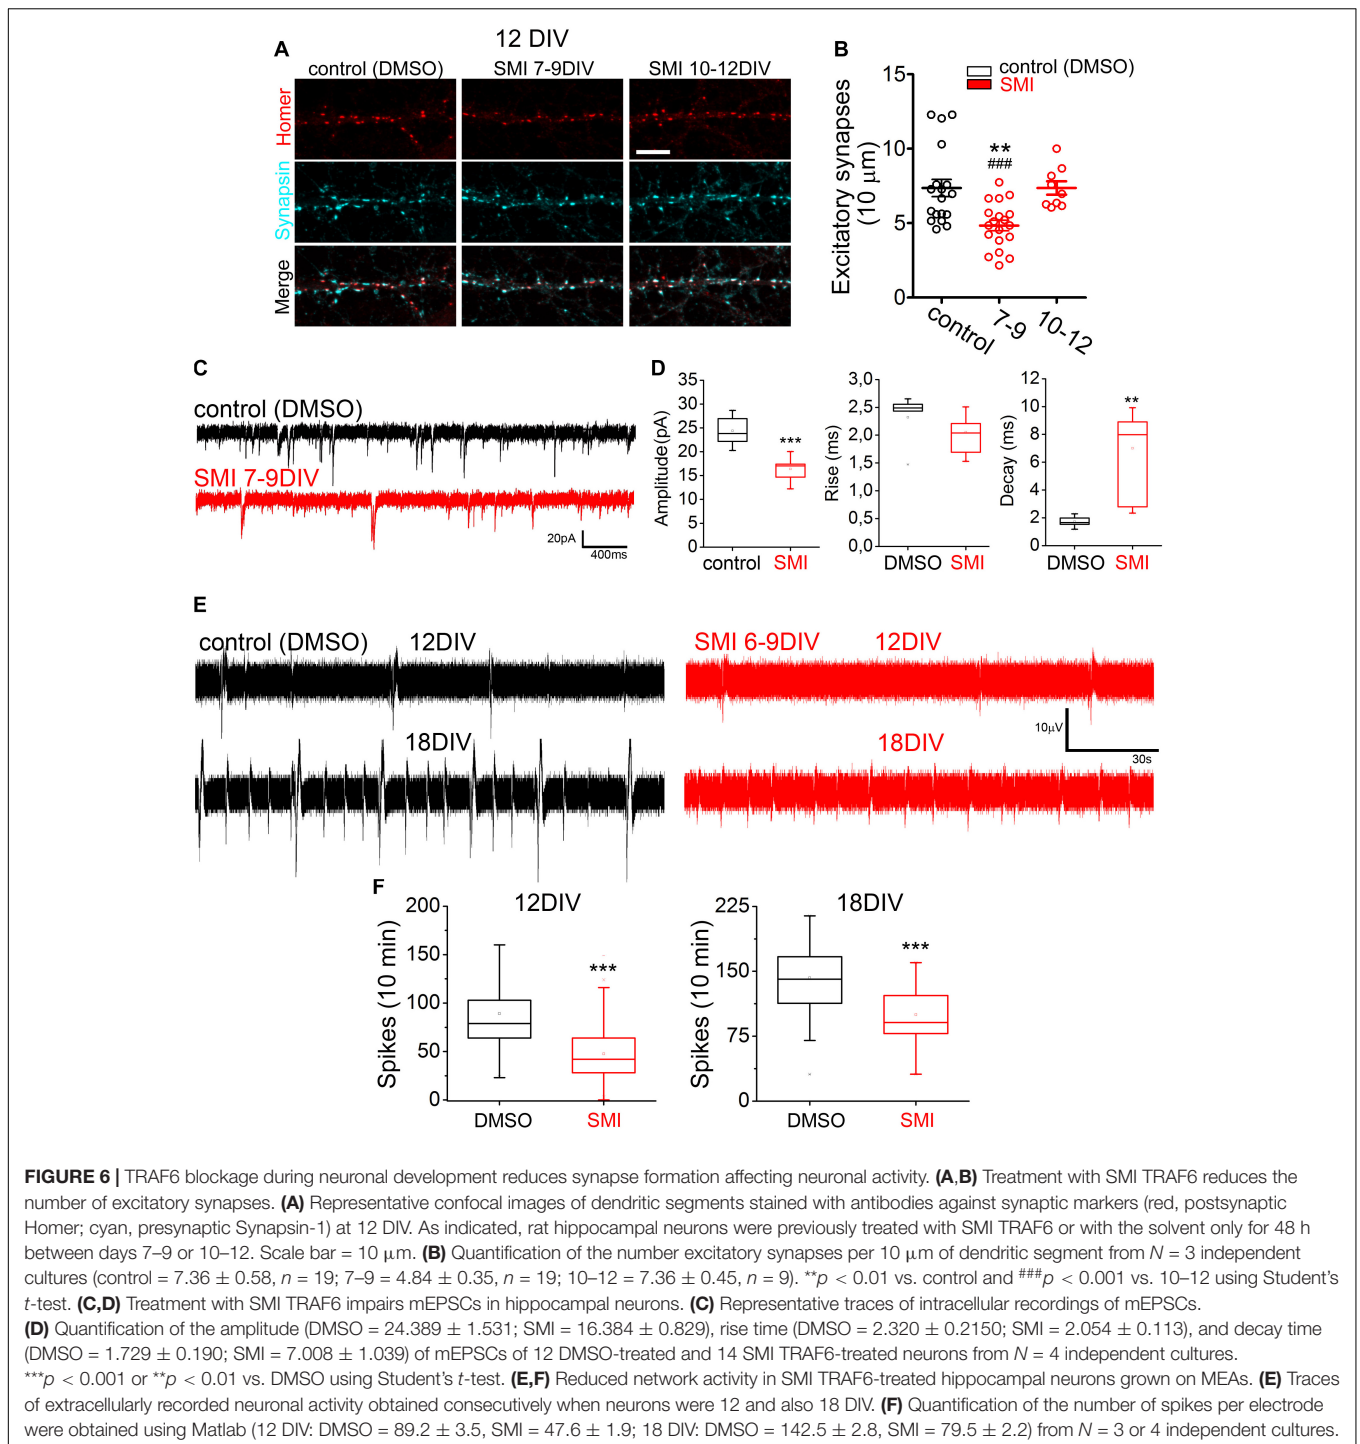 A
12 DIV
control (DMSO)
SMI 7-9DIV
SMI 10-12DIV
Homer
Synapsin
Merge
B
control (DMSO)
SMI
Excitatory synapses
(10 μm)
15
10
5
0
**
###
control
7-9
10-12
C
control (DMSO)
SMI 7-9DIV
20pA
400ms
D
Amplitude(pA)
35
30
25
20
15
10
5
0
***
control
SMI
Rise (ms)
3,0
2,5
2,0
1,5
1,0
0,5
0,0
DMSO
SMI
Decay (ms)
12
10
8
6
4
2
0
**
DMSO
SMI
E
control (DMSO)
12DIV
SMI 6-9DIV
12DIV
18DIV
18DIV
10μV
30s
F
12DIV
Spikes (10 min)
200
150
100
50
0
***
DMSO
SMI
18DIV
Spikes (10 min)
225
150
75
0
***
DMSO
SMI
FIGURE 6 | TRAF6 blockage during neuronal development reduces synapse formation affecting neuronal activity. (A,B) Treatment with SMI TRAF6 reduces the
number of excitatory synapses. (A) Representative confocal images of dendritic segments stained with antibodies against synaptic markers (red, postsynaptic
Homer; cyan, presynaptic Synapsin-1) at 12 DIV. As indicated, rat hippocampal neurons were previously treated with SMI TRAF6 or with the solvent only for 48 h
between days 7–9 or 10–12. Scale bar = 10 μm. (B) Quantification of the number excitatory synapses per 10 μm of dendritic segment from N = 3 independent
cultures (control = 7.36 ± 0.58, n = 19; 7–9 = 4.84 ± 0.35, n = 19; 10–12 = 7.36 ± 0.45, n = 9). **p < 0.01 vs. control and ###p < 0.001 vs. 10–12 using Student's
t-test. (C,D) Treatment with SMI TRAF6 impairs mEPSCs in hippocampal neurons. (C) Representative traces of intracellular recordings of mEPSCs.
(D) Quantification of the amplitude (DMSO = 24.389 ± 1.531; SMI = 16.384 ± 0.829), rise time (DMSO = 2.320 ± 0.2150; SMI = 2.054 ± 0.113), and decay time
(DMSO = 1.729 ± 0.190; SMI = 7.008 ± 1.039) of mEPSCs of 12 DMSO-treated and 14 SMI TRAF6-treated neurons from N = 4 independent cultures.
***p < 0.001 or **p < 0.01 vs. DMSO using Student's t-test. (E,F) Reduced network activity in SMI TRAF6-treated hippocampal neurons grown on MEAs. (E) Traces
of extracellularly recorded neuronal activity obtained consecutively when neurons were 12 and also 18 DIV. (F) Quantification of the number of spikes per electrode
were obtained using Matlab (12 DIV: DMSO = 89.2 ± 3.5, SMI = 47.6 ± 1.9; 18 DIV: DMSO = 142.5 ± 2.8, SMI = 79.5 ± 2.2) from N = 3 or 4 independent cultures.